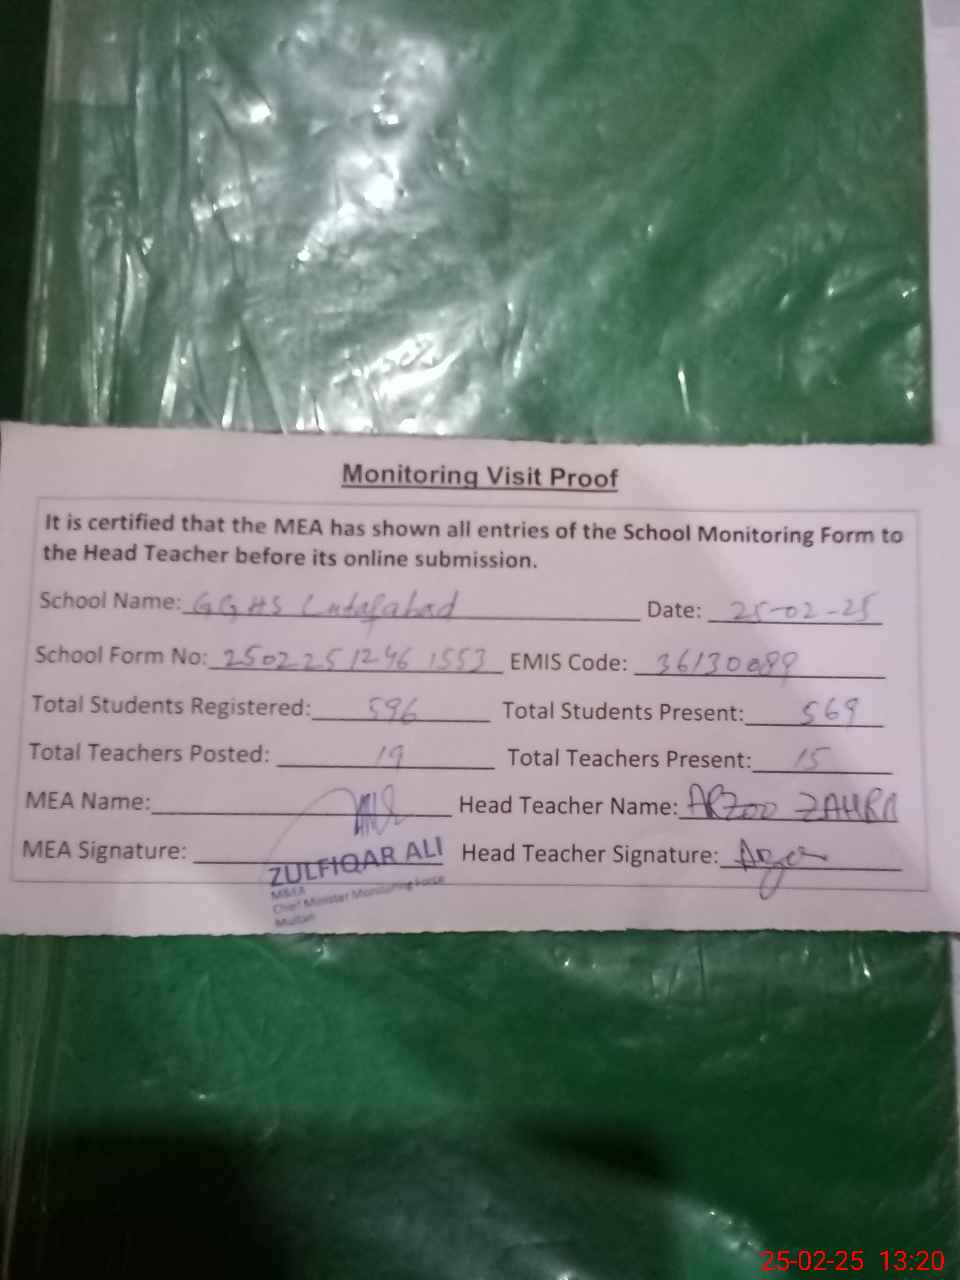 Monitoring Visit Proof
It is certified that the MEA has shown all entries of the School Monitoring Form to
the Head Teacher before its online submission.
School Name: GGHS Lutafabad Date: 25-02-25
School Form No: 2502251246 1553 EMIS Code: 36130089
Total Students Registered: 596 Total Students Present: 569
Total Teachers Posted: 19 Total Teachers Present: 15
MEA Name: Head Teacher Name: ARZOO ZAHRA
MEA Signature: ZULFIQAR ALI Head Teacher Signature:
MEA
Chief Minister Monitoring Force
Multan
25-02-25 13:20